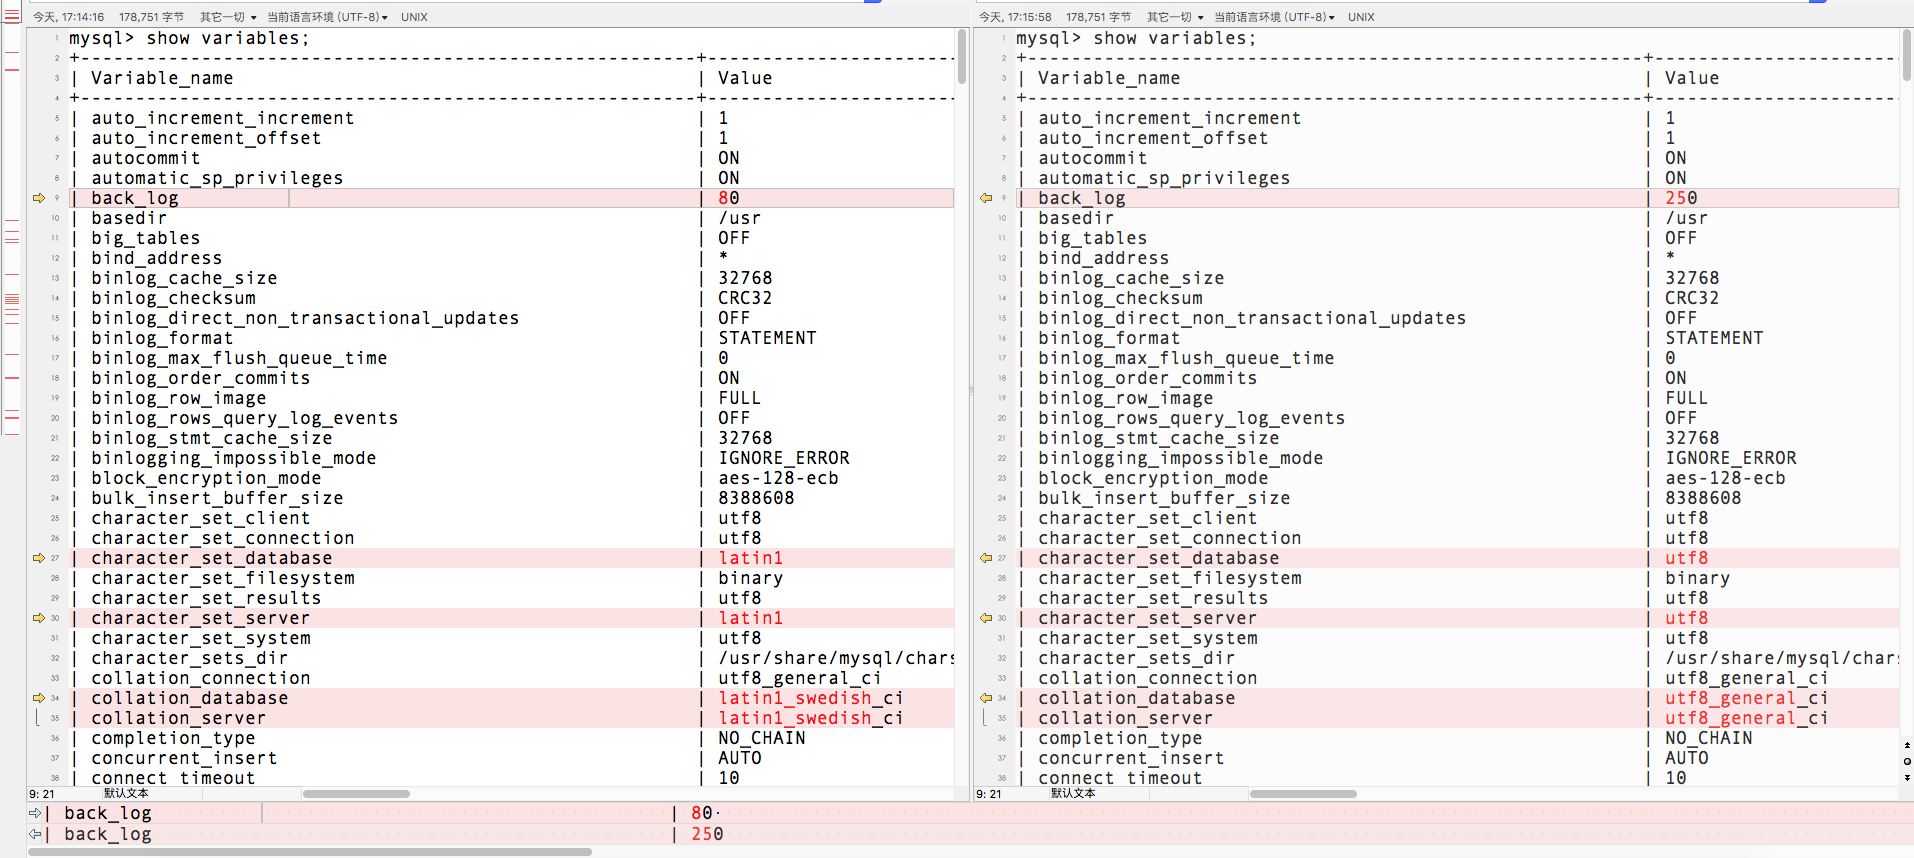 今天, 17:14:16 178,751 字节 其它一切 ▾ 当前语言环境 (UTF-8) ▾ UNIX
1 mysql> show variables;
2 +--------------------------------------------------------+-----------------------
3 | Variable_name | Value
4 +--------------------------------------------------------+-----------------------
5 | auto_increment_increment | 1
6 | auto_increment_offset | 1
7 | autocommit | ON
8 | automatic_sp_privileges | ON
9 | back_log | 80
10 | basedir | /usr
11 | big_tables | OFF
12 | bind_address | *
13 | binlog_cache_size | 32768
14 | binlog_checksum | CRC32
15 | binlog_direct_non_transactional_updates | OFF
16 | binlog_format | STATEMENT
17 | binlog_max_flush_queue_time | 0
18 | binlog_order_commits | ON
19 | binlog_row_image | FULL
20 | binlog_rows_query_log_events | OFF
21 | binlog_stmt_cache_size | 32768
22 | binlogging_impossible_mode | IGNORE_ERROR
23 | block_encryption_mode | aes-128-ecb
24 | bulk_insert_buffer_size | 8388608
25 | character_set_client | utf8
26 | character_set_connection | utf8
27 | character_set_database | latin1
28 | character_set_filesystem | binary
29 | character_set_results | utf8
30 | character_set_server | latin1
31 | character_set_system | utf8
32 | character_sets_dir | /usr/share/mysql/chars
33 | collation_connection | utf8_general_ci
34 | collation_database | latin1_swedish_ci
35 | collation_server | latin1_swedish_ci
36 | completion_type | NO_CHAIN
37 | concurrent_insert | AUTO
38 | connect_timeout | 10
9: 21 默认文本
今天, 17:15:58 178,751 字节 其它一切 ▾ 当前语言环境 (UTF-8) ▾ UNIX
1 mysql> show variables;
2 +--------------------------------------------------------+-----------------------
3 | Variable_name | Value
4 +--------------------------------------------------------+-----------------------
5 | auto_increment_increment | 1
6 | auto_increment_offset | 1
7 | autocommit | ON
8 | automatic_sp_privileges | ON
9 | back_log | 250
10 | basedir | /usr
11 | big_tables | OFF
12 | bind_address | *
13 | binlog_cache_size | 32768
14 | binlog_checksum | CRC32
15 | binlog_direct_non_transactional_updates | OFF
16 | binlog_format | STATEMENT
17 | binlog_max_flush_queue_time | 0
18 | binlog_order_commits | ON
19 | binlog_row_image | FULL
20 | binlog_rows_query_log_events | OFF
21 | binlog_stmt_cache_size | 32768
22 | binlogging_impossible_mode | IGNORE_ERROR
23 | block_encryption_mode | aes-128-ecb
24 | bulk_insert_buffer_size | 8388608
25 | character_set_client | utf8
26 | character_set_connection | utf8
27 | character_set_database | utf8
28 | character_set_filesystem | binary
29 | character_set_results | utf8
30 | character_set_server | utf8
31 | character_set_system | utf8
32 | character_sets_dir | /usr/share/mysql/chars
33 | collation_connection | utf8_general_ci
34 | collation_database | utf8_general_ci
35 | collation_server | utf8_general_ci
36 | completion_type | NO_CHAIN
37 | concurrent_insert | AUTO
38 | connect_timeout | 10
9: 21 默认文本
| back_log | 80
| back_log | 250